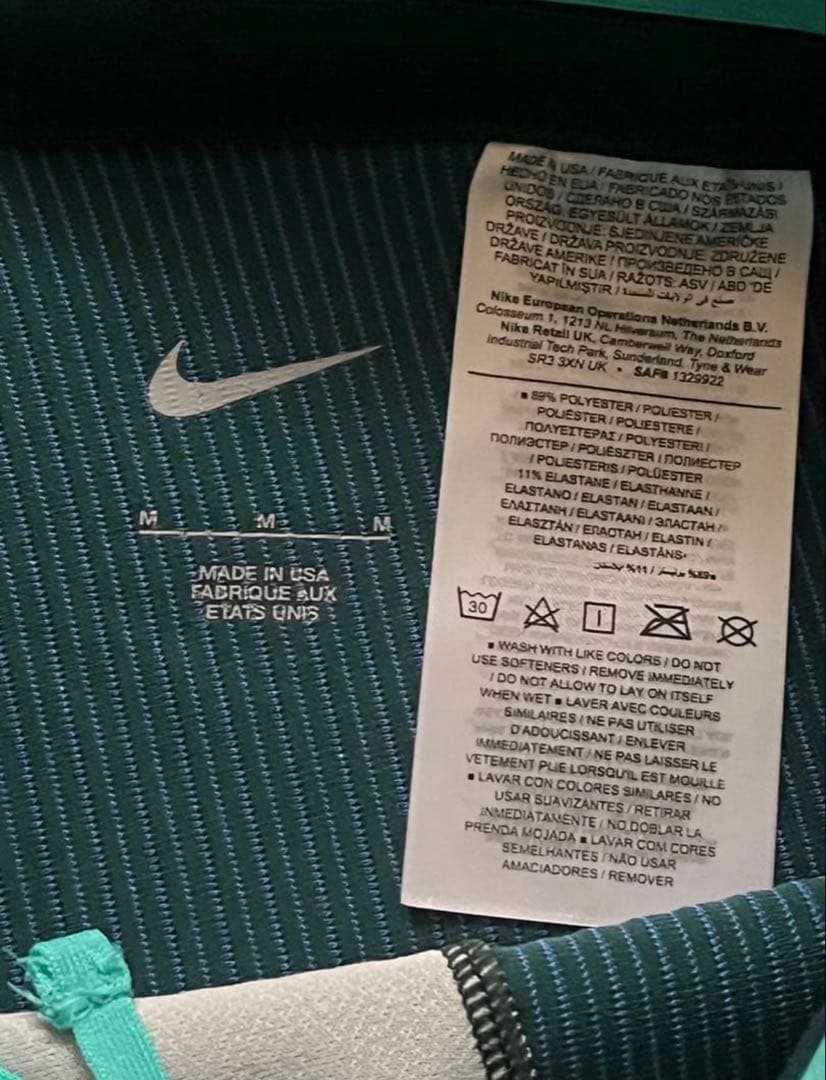 M M M
MADE IN USA
FABRIQUE AUX
ETATS UNIS
MADE IN USA / FABRIQUE AUX ETATS-UNIS /
HECHO EN EUA / FABRICADO NOS ESTADOS
UNIDOS / СДЕЛАНО В США / SZÁRMAZÁSI
ORSZÁG: EGYESÜLT ÁLLAMOK / ZEMLJA
PROIZVODNJE: SJEDINJENE AMERIČKE
DRŽAVE / DRŽAVA PROIZVODNJE: ZDRUŽENE
DRŽAVE AMERIKE / ПРОИЗВЕДЕНО В САЩ /
FABRICAT ÎN SUA / RAŽOTS: ASV / ABD 'DE
YAPILMIŞTIR /
Nike European Operations Netherlands B.V.
Colosseum 1, 1213 NL Hilversum, The Netherlands
Nike Retail UK, Camberwell Way, Doxford
Industrial Tech Park, Sunderland, Tyne & Wear
SR3 3XN UK • SAF# 1329922
▪ 89% POLYESTER / POLIESTER /
POLIÉSTER / POLIESTERE /
ΠΟΛΥΕΣΤΕΡΑΣ / POLYESTERI /
ПОЛИЭСТЕР / POLIÉSZTER / ПОЛИЕСТЕР
/ POLIESTERIS / POLÜESTER
11% ELASTANE / ELASTHANNE /
ELASTANO / ELASTAN / ELASTAAN /
ΕΛΑΣΤΑΝΗ / ELASTAANI / ЭЛАСТАН /
ELASZTÁN / ЕЛАСТАН / ELASTIN /
ELASTANAS / ELASTĀNS
30
▪ WASH WITH LIKE COLORS / DO NOT
USE SOFTENERS / REMOVE IMMEDIATELY
/ DO NOT ALLOW TO LAY ON ITSELF
WHEN WET ▪ LAVER AVEC COULEURS
SIMILAIRES / NE PAS UTILISER
D'ADOUCISSANT / ENLEVER
IMMEDIATEMENT / NE PAS LAISSER LE
VETEMENT PLIE LORSQU'IL EST MOUILLE
▪ LAVAR CON COLORES SIMILARES / NO
USAR SUAVIZANTES / RETIRAR
INMEDIATAMENTE / NO DOBLAR LA
PRENDA MOJADA ▪ LAVAR COM CORES
SEMELHANTES / NÃO USAR
AMACIADORES / REMOVER